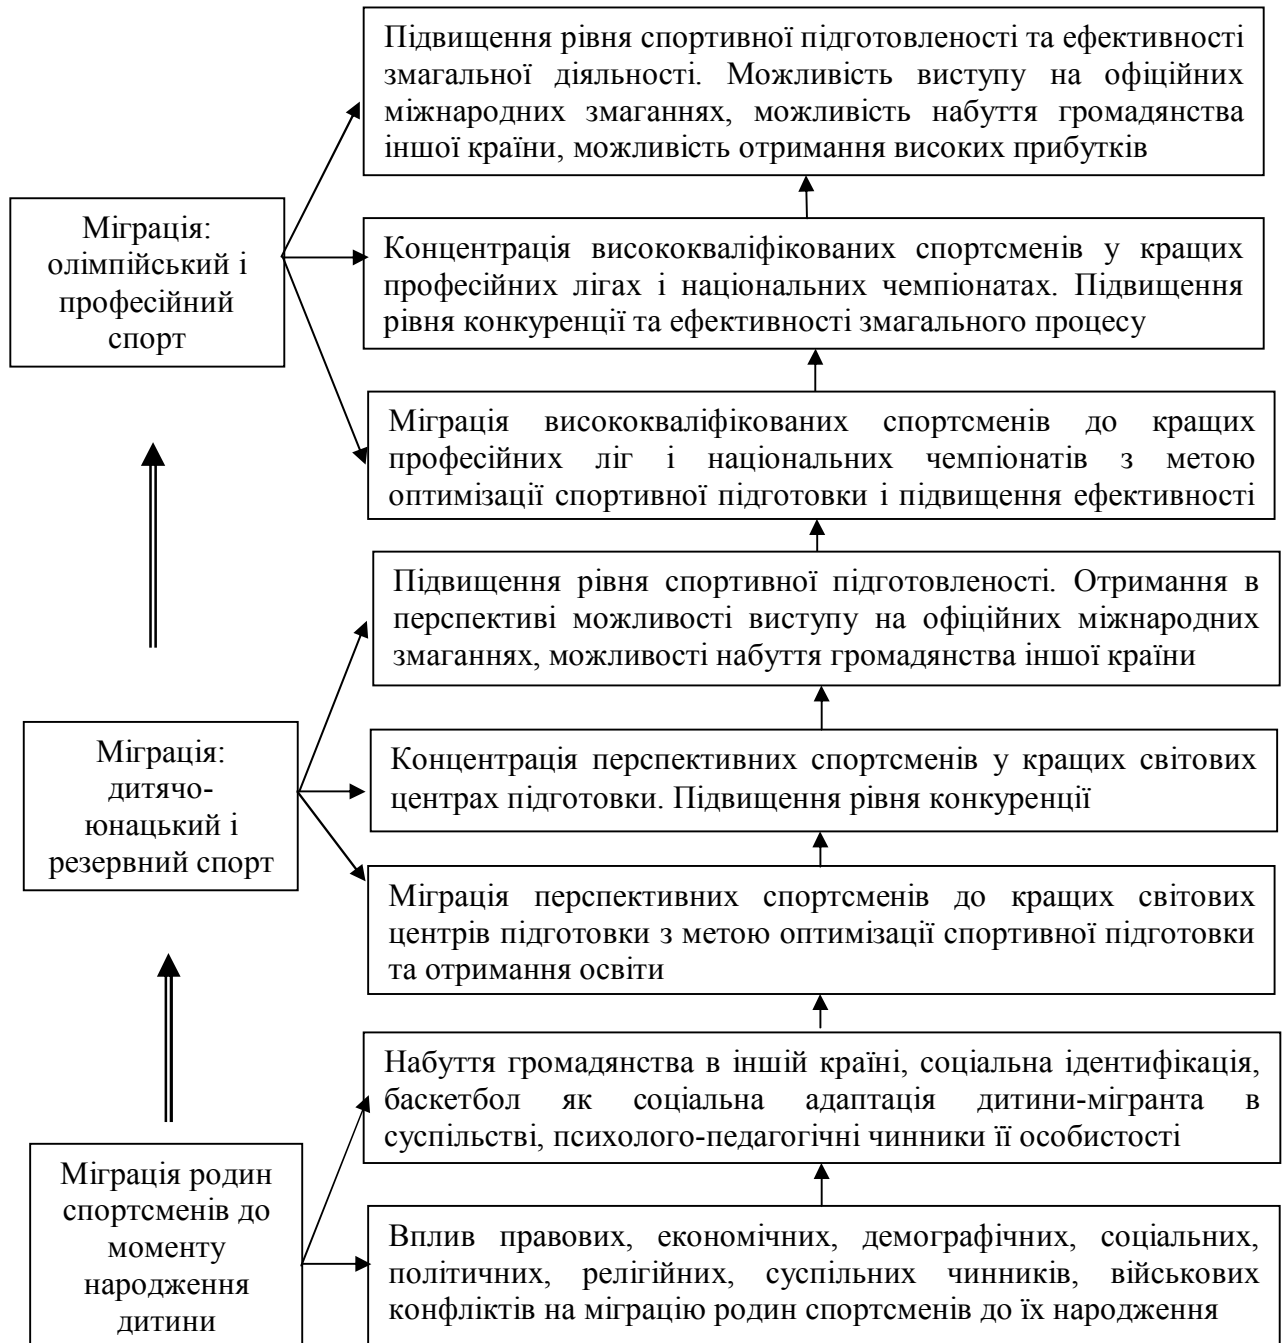 Підвищення рівня спортивної підготовленості та ефективності
змагальної діяльності. Можливість виступу на офіційних
міжнародних змаганнях, можливість набуття громадянства
іншої країни, можливість отримання високих прибутків
Міграція:
олімпійський і
професійний
спорт
Концентрація висококваліфікованих спортсменів у кращих
професійних лігах і національних чемпіонатах. Підвищення
рівня конкуренції та ефективності змагального процесу
Міграція висококваліфікованих спортсменів до кращих
професійних ліг і національних чемпіонатів з метою
оптимізації спортивної підготовки і підвищення ефективності
Підвищення рівня спортивної підготовленості. Отримання в
перспективі можливості виступу на офіційних міжнародних
змаганнях, можливості набуття громадянства іншої країни
Міграція:
дитячо-
юнацький і
резервний спорт
Концентрація перспективних спортсменів у кращих світових
центрах підготовки. Підвищення рівня конкуренції
Міграція перспективних спортсменів до кращих світових
центрів підготовки з метою оптимізації спортивної підготовки
та отримання освіти
Набуття громадянства в іншій країні, соціальна ідентифікація,
баскетбол як соціальна адаптація дитини-мігранта в
суспільстві, психолого-педагогічні чинники її особистості
Міграція родин
спортсменів до
моменту
народження
дитини
Вплив правових, економічних, демографічних, соціальних,
політичних, релігійних, суспільних чинників, військових
конфліктів на міграцію родин спортсменів до їх народження